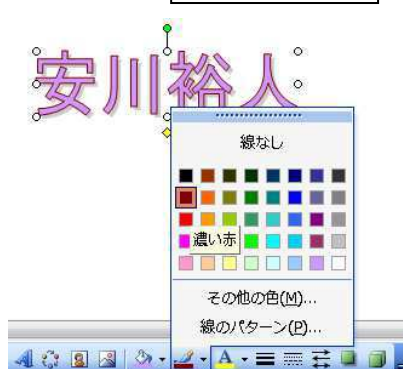 安川裕人
線なし
濃い赤
その他の色(M)...
線のパターン(P)...
A